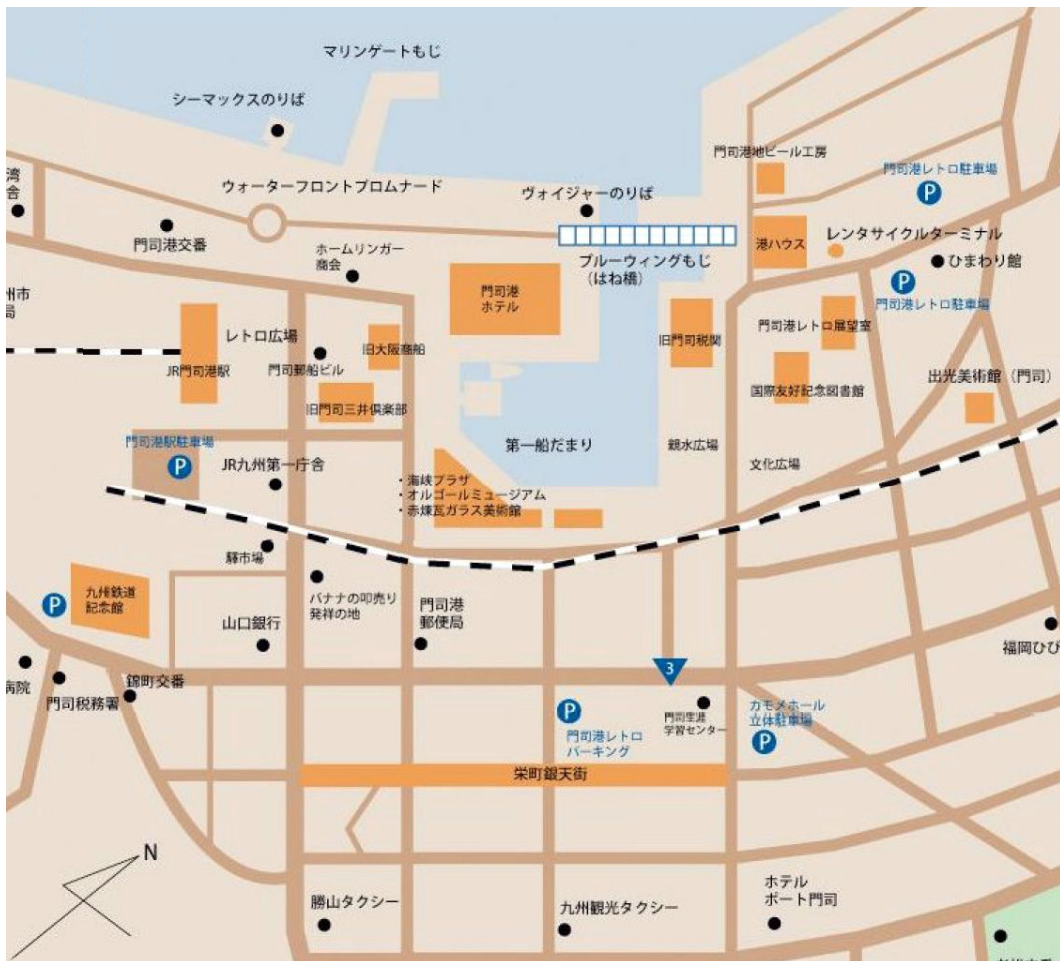 マリンゲートもじ
シーマックスのりば
湾
舎
ウォーターフロントプロムナード
門司港交番
ホームリンガー
商会
ヴォイジャーのりば
ブルーウィングもじ
(はね橋)
門司港地ビール工房
門司港レトロ駐車場
P
港ハウス
レンタサイクルターミナル
ひまわり館
P
門司港レトロ駐車場
州市
局
レトロ広場
JR門司港駅
門司郵船ビル
旧大阪商船
旧門司三井倶楽部
門司港
ホテル
旧門司税関
門司港レトロ展望室
国際友好記念図書館
出光美術館(門司)
門司港駅駐車場
P
JR九州第一庁舎
第一船だまり
親水広場
文化広場
・海峡プラザ
・オルゴールミュージアム
・赤煉瓦ガラス美術館
驛市場
P
九州鉄道
記念館
バナナの叩売り
発祥の地
山口銀行
門司港
郵便局
福岡ひび
病院
門司税務署
錦町交番
3
P
門司港レトロ
パーキング
門司生涯
学習センター
カモメホール
立体駐車場
P
栄町銀天街
N
勝山タクシー
九州観光タクシー
ホテル
ポート門司